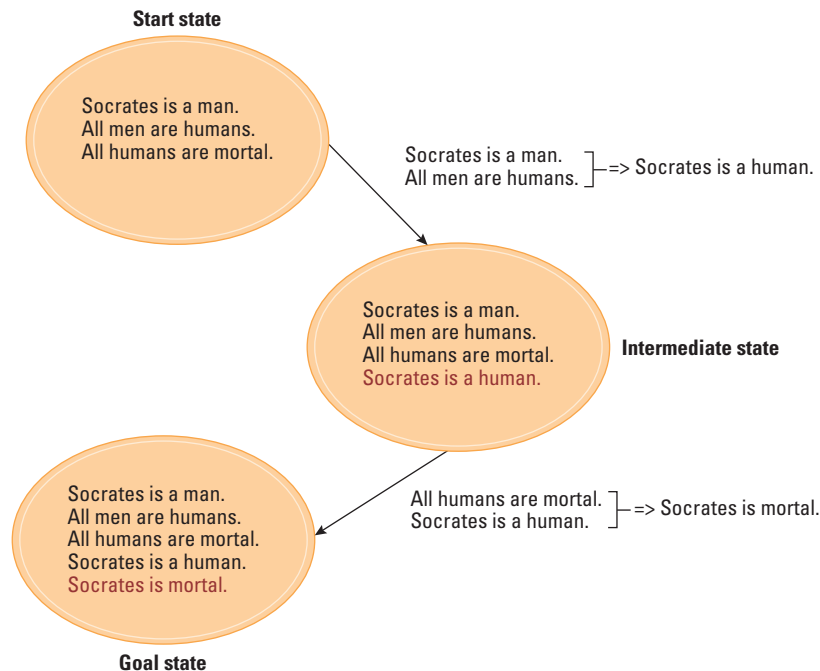 Start state
Socrates is a man.
All men are humans.
All humans are mortal.
Socrates is a man.
All men are humans.
=> Socrates is a human.
Socrates is a man.
All men are humans.
All humans are mortal.
Socrates is a human.
Intermediate state
All humans are mortal.
Socrates is a human.
=> Socrates is mortal.
Socrates is a man.
All men are humans.
All humans are mortal.
Socrates is a human.
Socrates is mortal.
Goal state